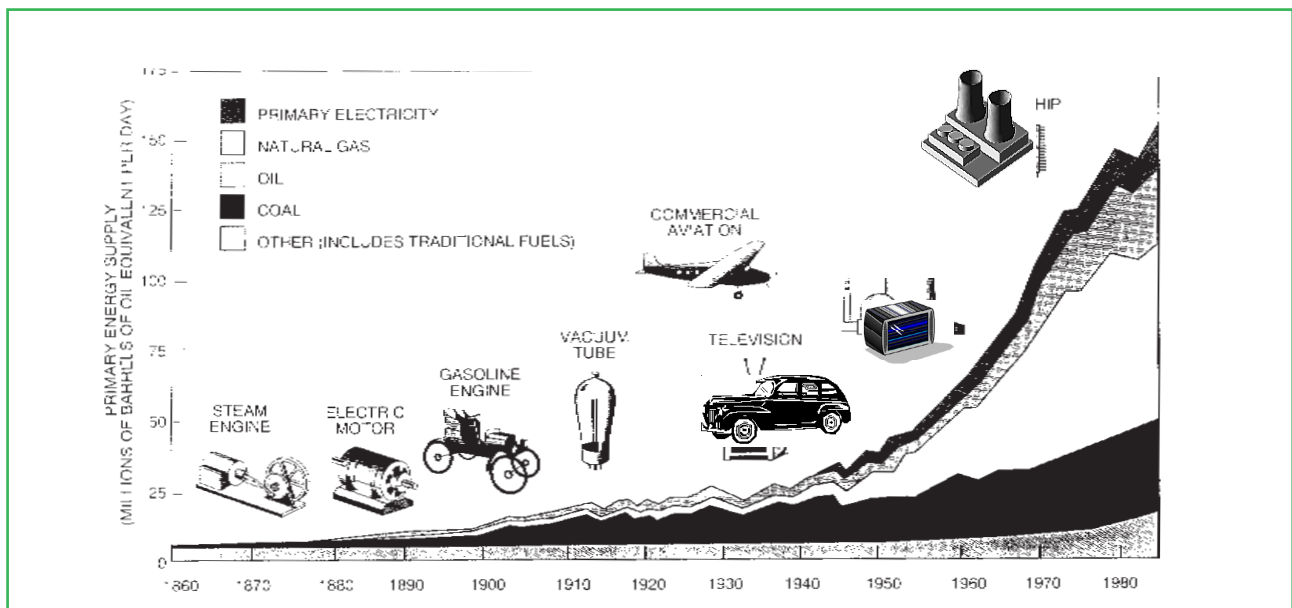 PRIMARY ELECTRICITY
NATURAL GAS
OIL
COAL
OTHER (INCLUDES TRADITIONAL FUELS)
PRIMARY ENERGY SUPPLY
(MILLIONS OF BARRELS OF OIL EQUIVALENT PER DAY)
175
150
125
100
75
50
25
0
HIP
COMMERCIAL
AVIATION
VACUUM
TUBE
TELEVISION
GASOLINE
ENGINE
STEAM
ENGINE
ELECTRIC
MOTOR
1860 1870 1880 1890 1900 1910 1920 1930 1940 1950 1960 1970 1980